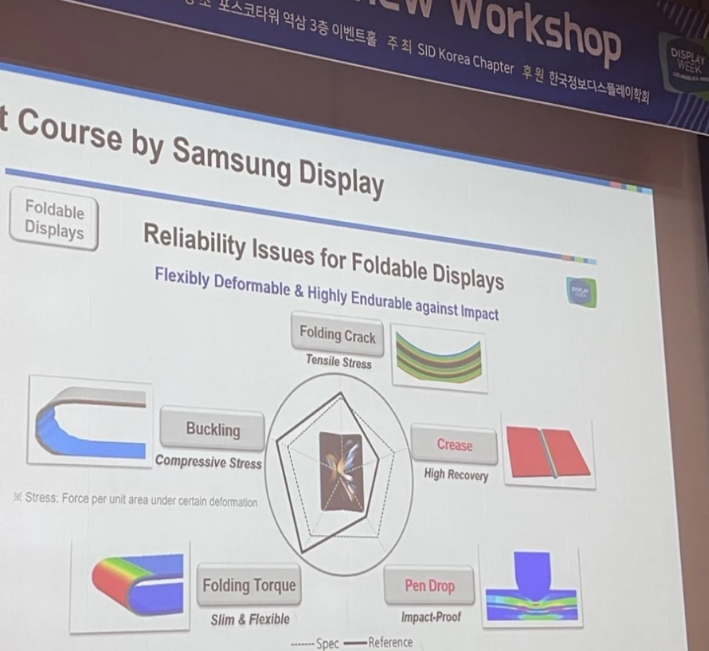 Workshop
포스코타워 역삼 3층 이벤트홀 주 최 SID Korea Chapter 후 원 한국정보디스플레이학회
DISPLAY
WEEK
Course by Samsung Display
Foldable
Displays
Reliability Issues for Foldable Displays
Flexibly Deformable & Highly Endurable against Impact
Folding Crack
Tensile Stress
Buckling
Compressive Stress
Crease
High Recovery
※ Stress: Force per unit area under certain deformation
Folding Torque
Slim & Flexible
Pen Drop
Impact-Proof
Spec Reference